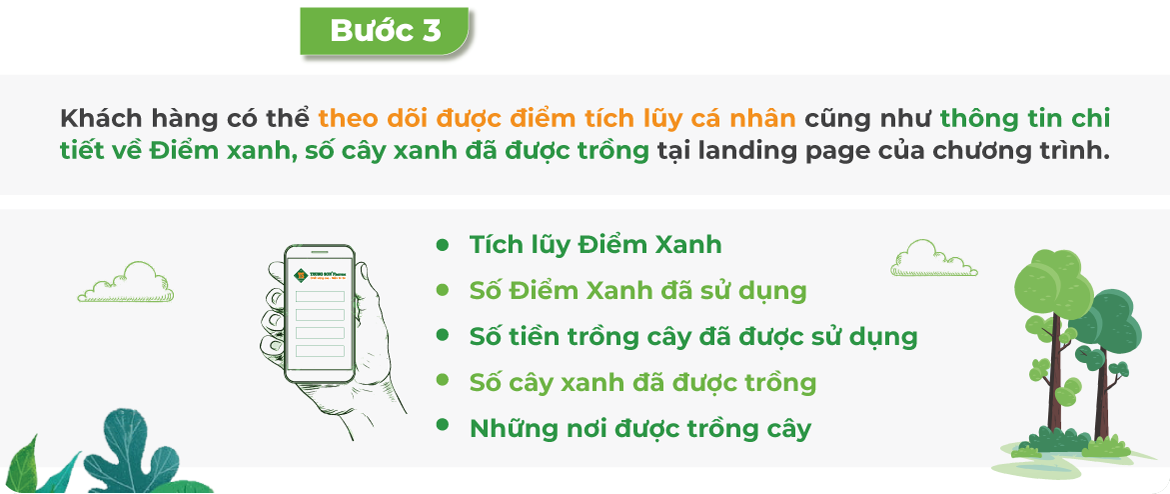 Bước 3
Khách hàng có thể theo dõi được điểm tích lũy cá nhân cũng như thông tin chi
tiết về Điểm xanh, số cây xanh đã được trồng tại landing page của chương trình.
TRUNG SON Pharma
Tích lũy Điểm Xanh
Số Điểm Xanh đã sử dụng
Số tiền trồng cây đã được sử dụng
Số cây xanh đã được trồng
Những nơi được trồng cây